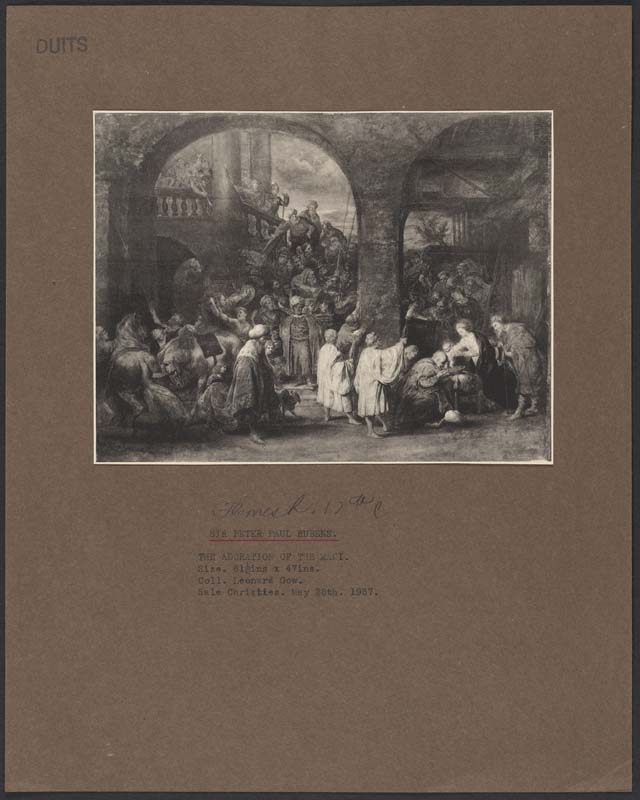 DUITS
Flemish. 17th C
SIR PETER PAUL RUBENS.
THE ADORATION OF THE MAGI.
Size. 61½ins x 47ins.
Coll. Leonard Gow.
Sale Christies. May 28th. 1937.